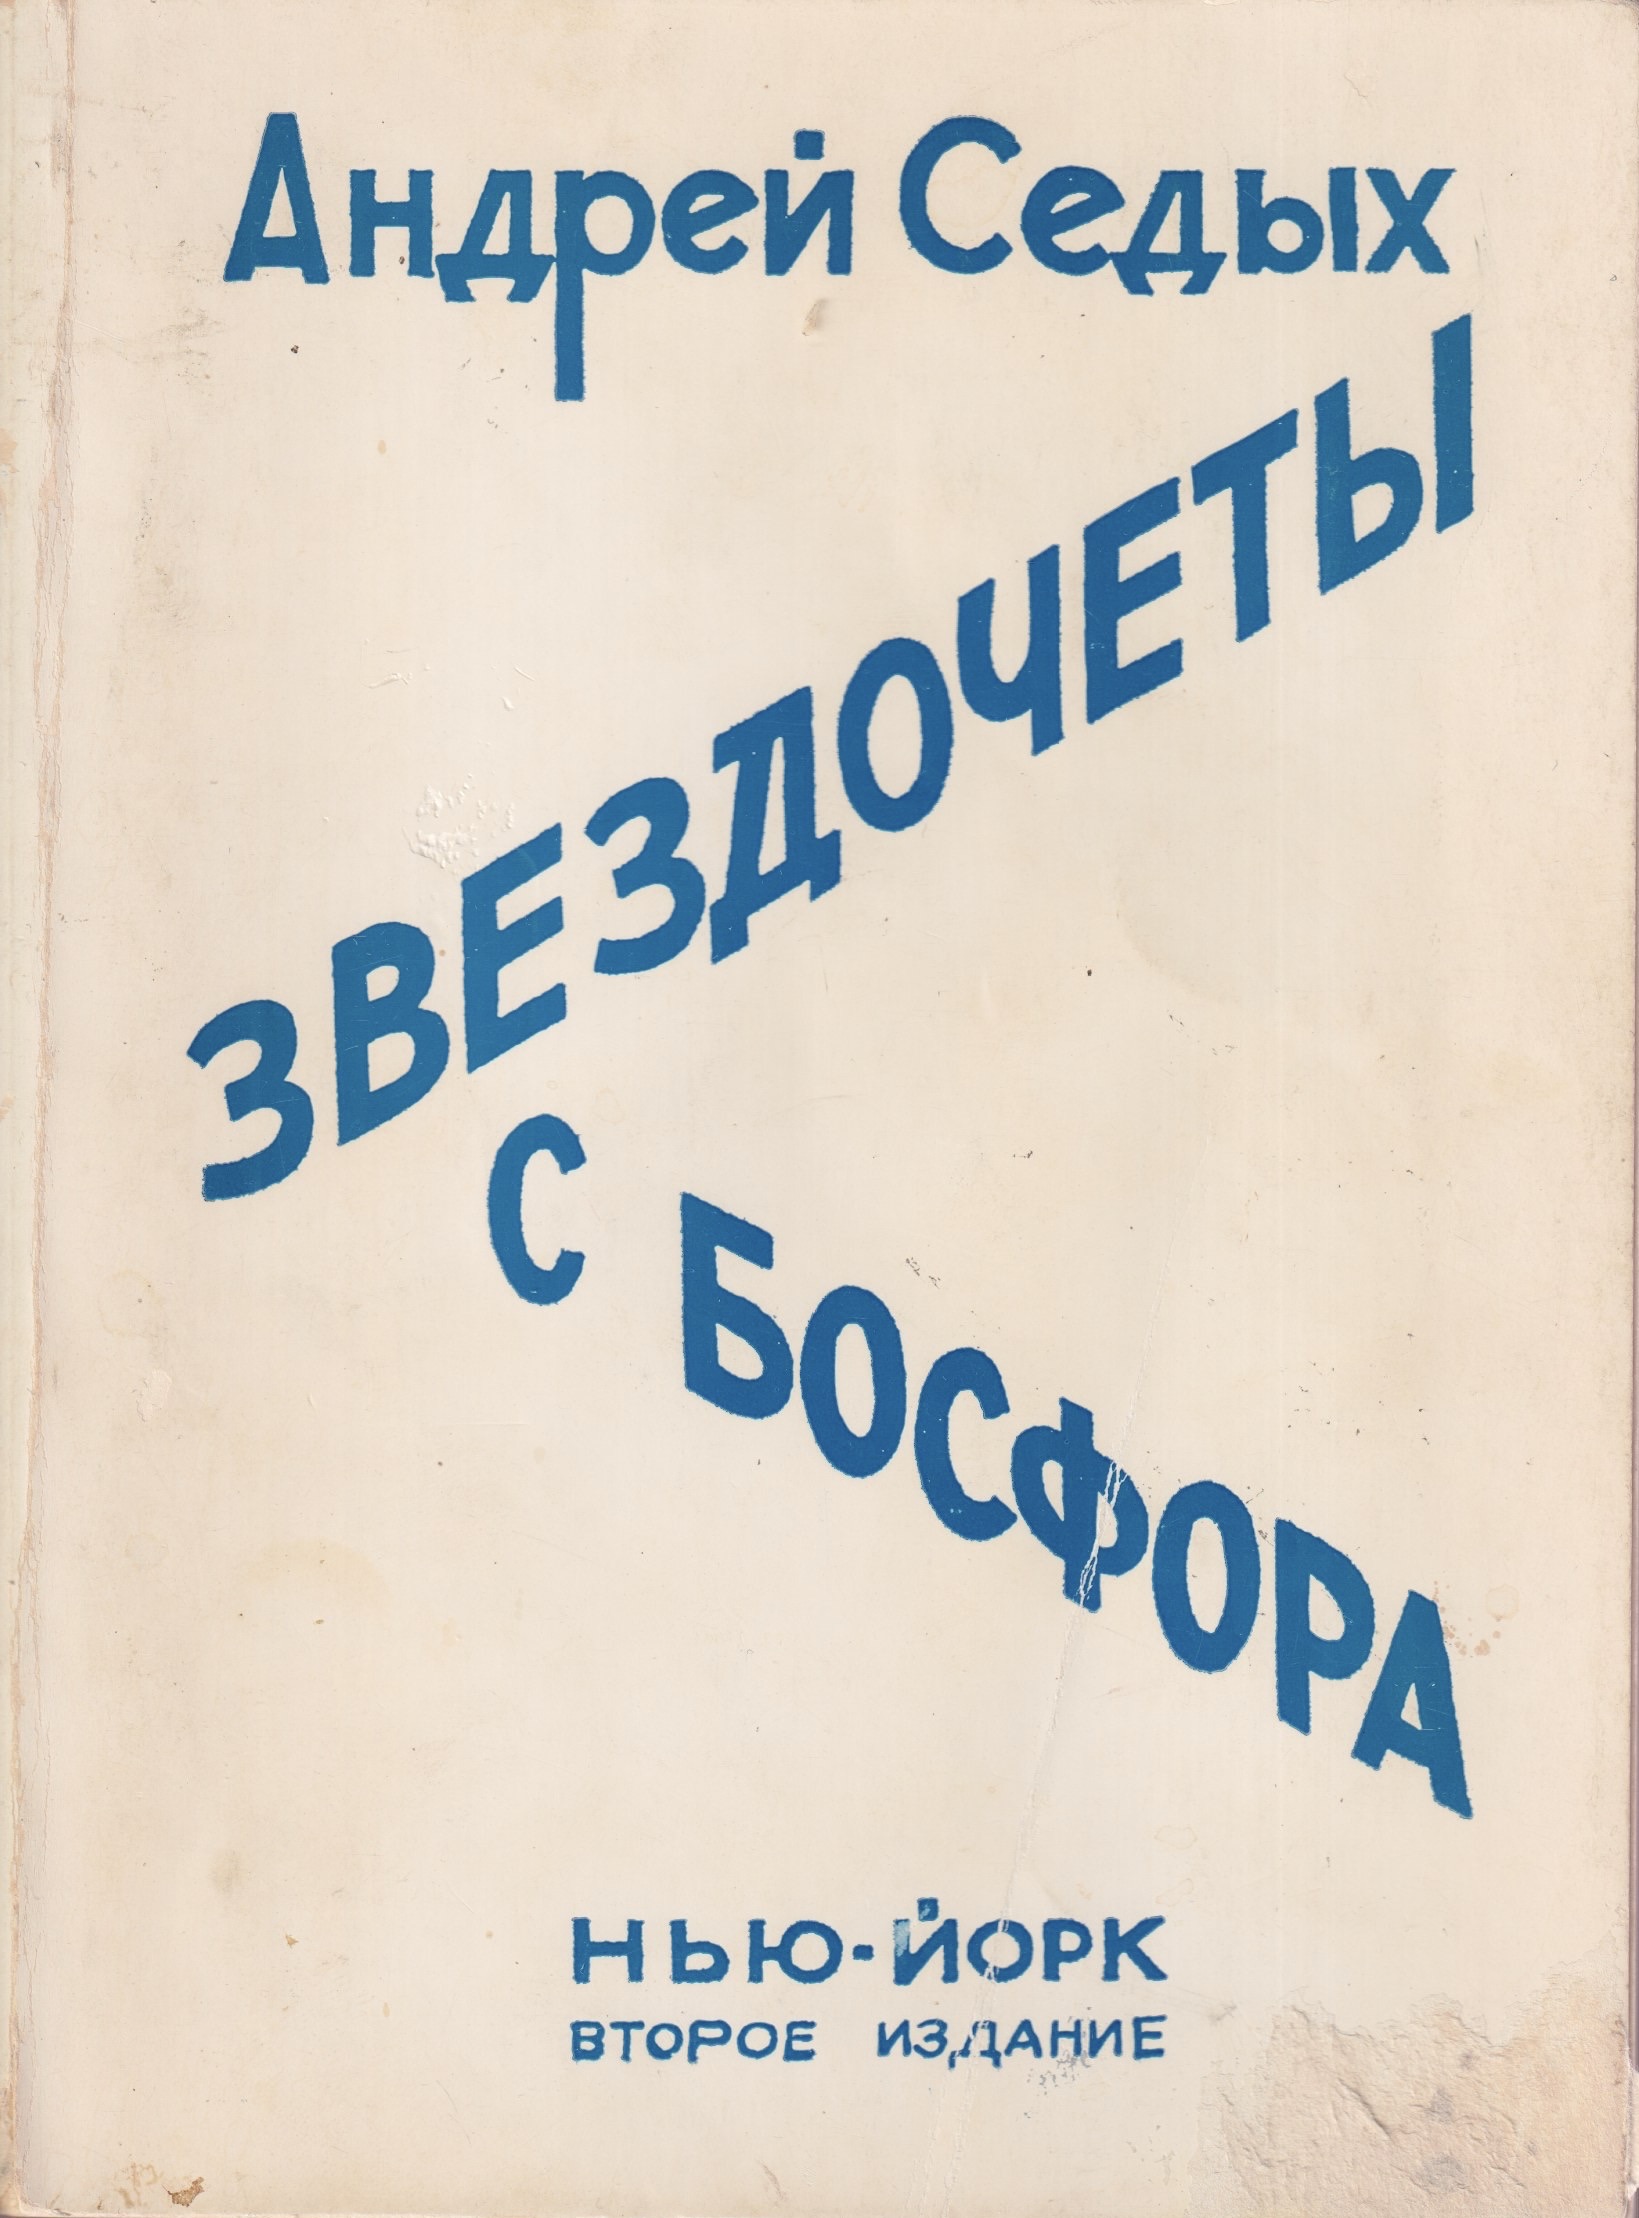 Андрей Седых
ЗВЕЗДОЧЕТЫ
С БОСФОРА
НЬЮ-ЙОРК
ВТОРОЕ ИЗДАНИЕ